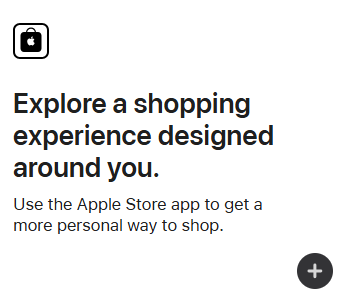 Explore a shopping
experience designed
around you.
Use the Apple Store app to get a
more personal way to shop.